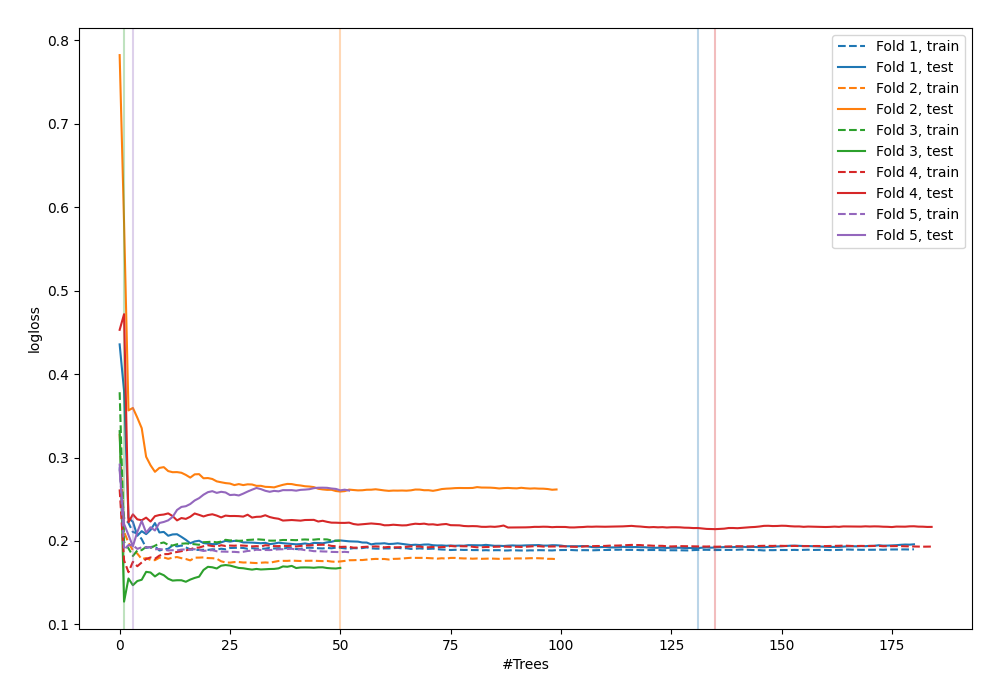 0.8
0.7
0.6
0.5
0.4
0.3
0.2
0.1
logloss
0
25
50
75
100
125
150
175
#Trees
Fold 1, train
Fold 1, test
Fold 2, train
Fold 2, test
Fold 3, train
Fold 3, test
Fold 4, train
Fold 4, test
Fold 5, train
Fold 5, test